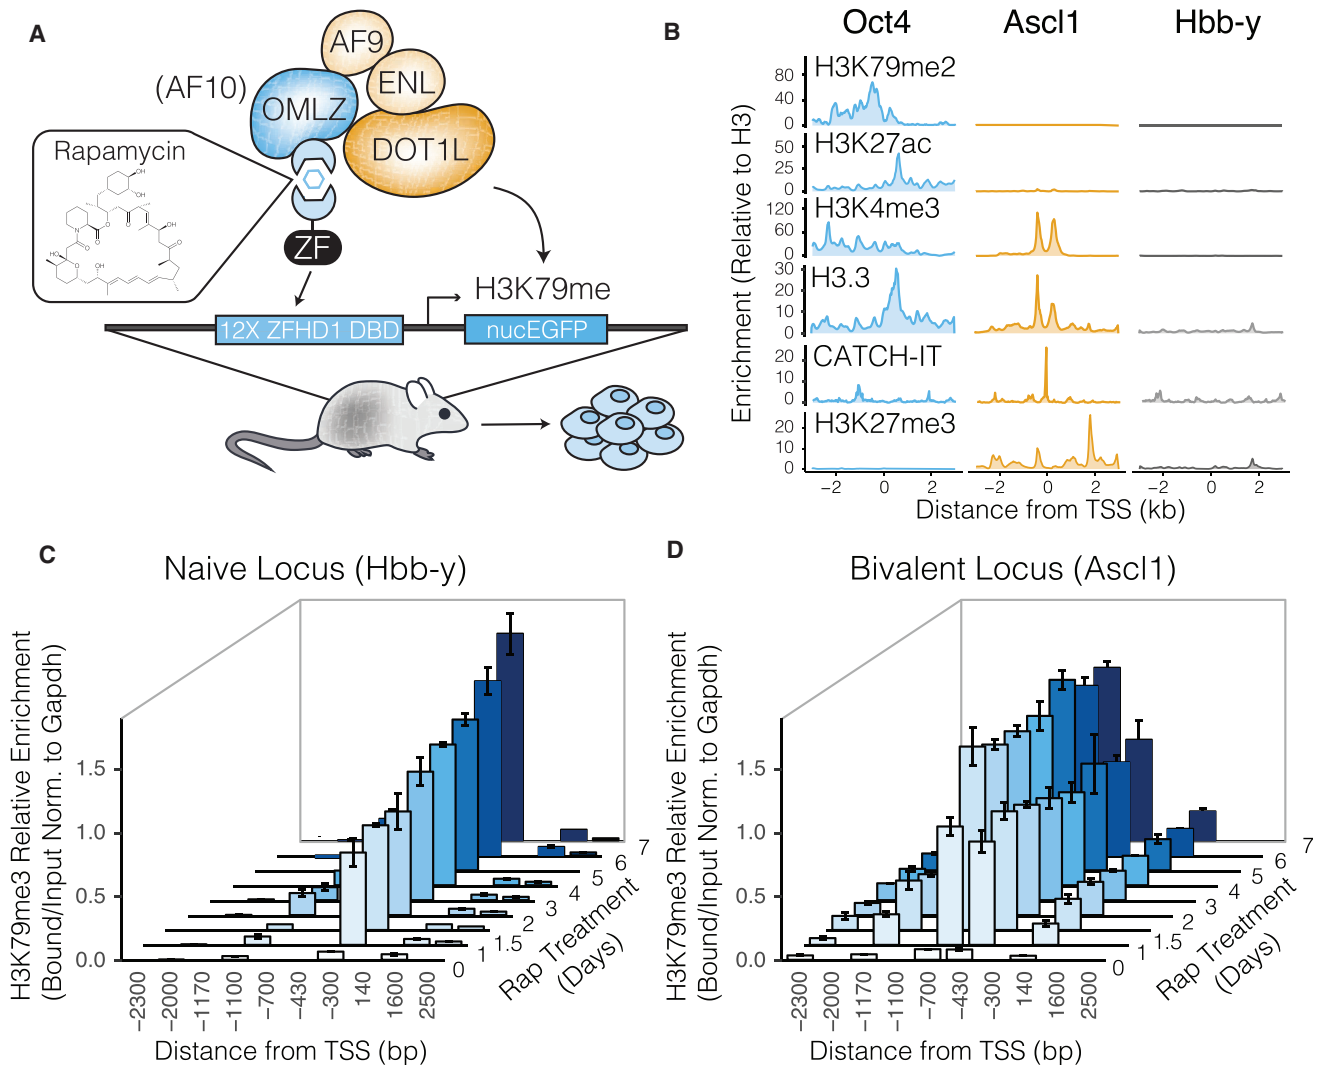 A
AF9
(AF10)
ENL
OMLZ
DOT1L
Rapamycin
ZF
H3K79me
12X ZFHD1 DBD
nucEGFP
B
Oct4 Ascl1 Hbb-y
Enrichment (Relative to H3)
H3K79me2
80
40
0
H3K27ac
50
25
0
H3K4me3
120
60
0
H3.3
30
20
10
0
CATCH-IT
20
10
0
H3K27me3
20
10
0
−2 0 2 −2 0 2 −2 0 2
Distance from TSS (kb)
C
Naive Locus (Hbb-y)
H3K79me3 Relative Enrichment
(Bound/Input Norm. to Gapdh)
1.5
1.0
0.5
0.0
−2300
−2000
−1170
−1100
−700
−430
−300
140
1600
2500
Distance from TSS (bp)
0
1
1.5
2
3
4
5
6
7
Rap Treatment
(Days)
D
Bivalent Locus (Ascl1)
H3K79me3 Relative Enrichment
(Bound/Input Norm. to Gapdh)
1.5
1.0
0.5
0.0
−2300
−2000
−1170
−1100
−700
−430
−300
140
1600
2500
Distance from TSS (bp)
0
1
1.5
2
3
4
5
6
7
Rap Treatment
(Days)